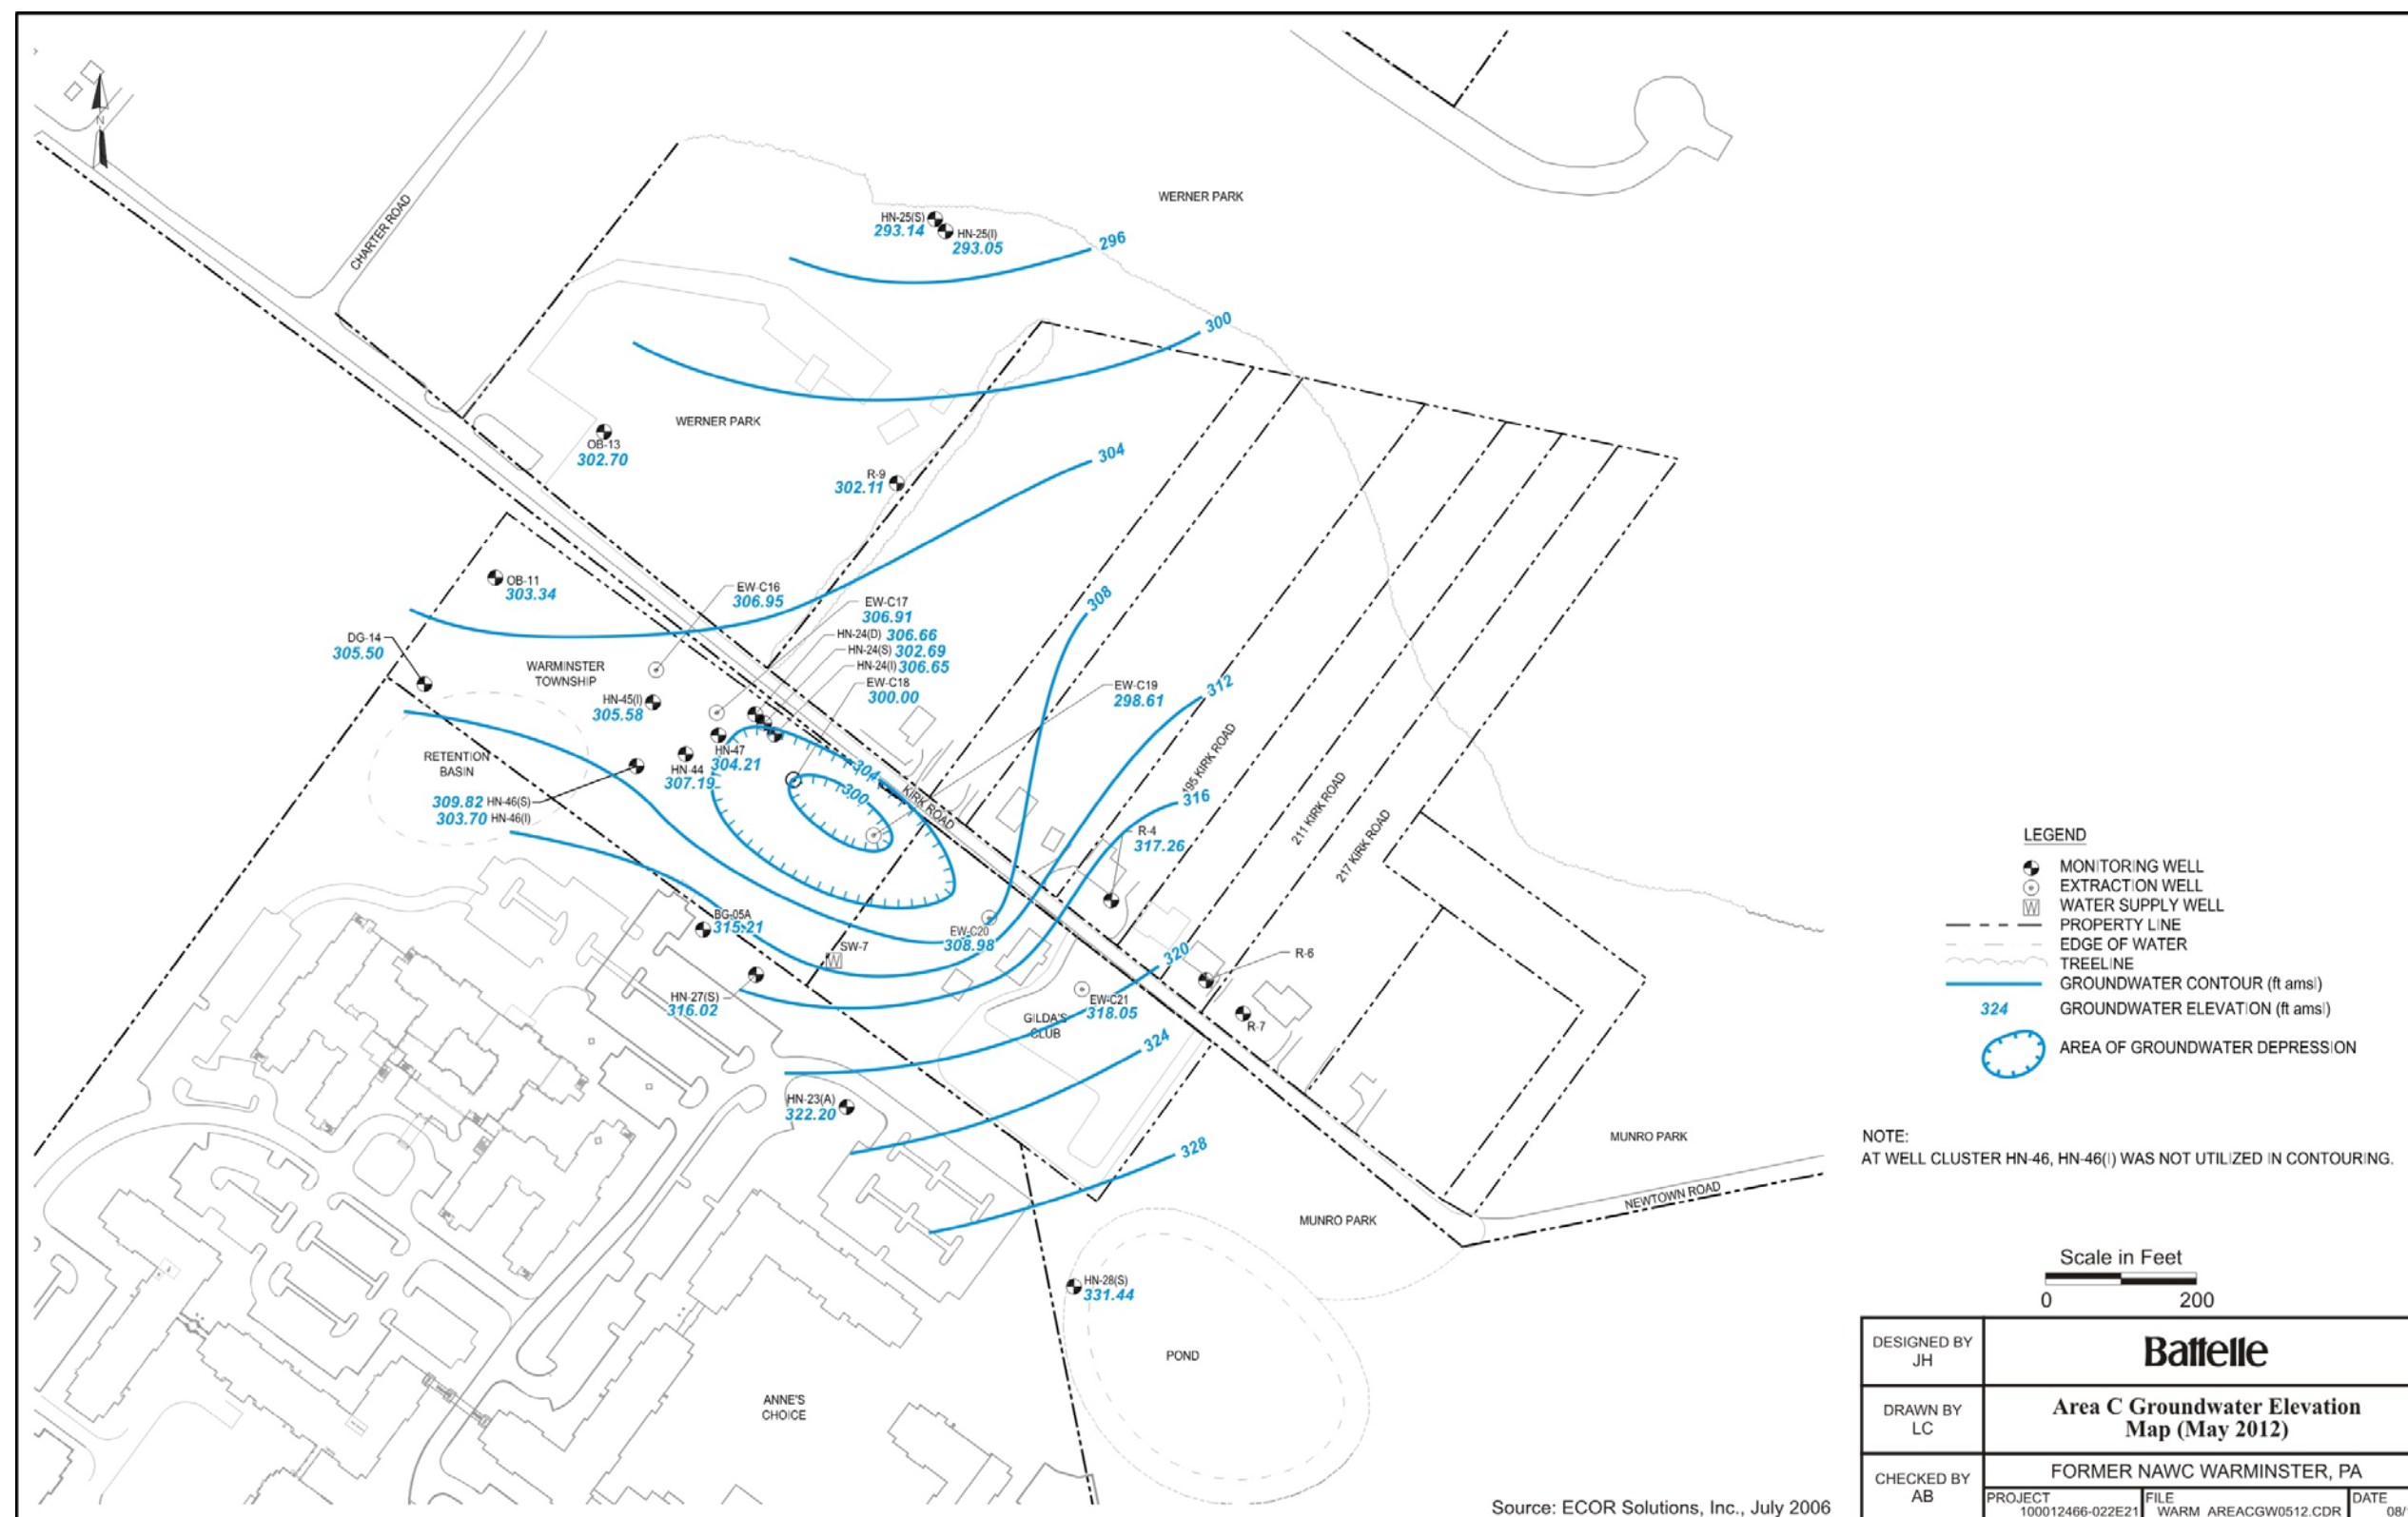 N
CHARTER ROAD
WERNER PARK
HN-25(S)
293.14
HN-25(I)
293.05
296
300
WERNER PARK
OB-13
302.70
R-9
302.11
304
OB-11
303.34
EW-C16
306.95
EW-C17
306.91
HN-24(D) 306.66
HN-24(S) 302.69
HN-24(I) 306.65
EW-C18
300.00
308
DG-14
305.50
WARMINSTER
TOWNSHIP
HN-45(I)
305.58
EW-C19
298.61
312
RETENTION
BASIN
HN-47
304.21
HN-44
307.19
304
300
KIRK ROAD
195 KIRK ROAD
211 KIRK ROAD
217 KIRK ROAD
309.82 HN-46(S)
303.70 HN-46(I)
316
R-4
317.26
BG-05A
315.21
SW-7
W
EW-C20
308.98
HN-27(S)
316.02
320
R-6
R-7
EW-C21
318.05
GILDA'S
CLUB
324
HN-23(A)
322.20
328
MUNRO PARK
NEWTOWN ROAD
MUNRO PARK
HN-28(S)
331.44
POND
ANNE'S
CHOICE
LEGEND
MONITORING WELL
EXTRACTION WELL
W WATER SUPPLY WELL
PROPERTY LINE
EDGE OF WATER
TREELINE
GROUNDWATER CONTOUR (ft amsl)
324 GROUNDWATER ELEVATION (ft amsl)
AREA OF GROUNDWATER DEPRESSION
NOTE:
AT WELL CLUSTER HN-46, HN-46(I) WAS NOT UTILIZED IN CONTOURING.
Scale in Feet
0 200
DESIGNED BY
JH
Battelle
DRAWN BY
LC
Area C Groundwater Elevation
Map (May 2012)
CHECKED BY
AB
FORMER NAWC WARMINSTER, PA
PROJECT
100012466-022E21
FILE
WARM_AREACGW0512.CDR
DATE
08/
Source: ECOR Solutions, Inc., July 2006